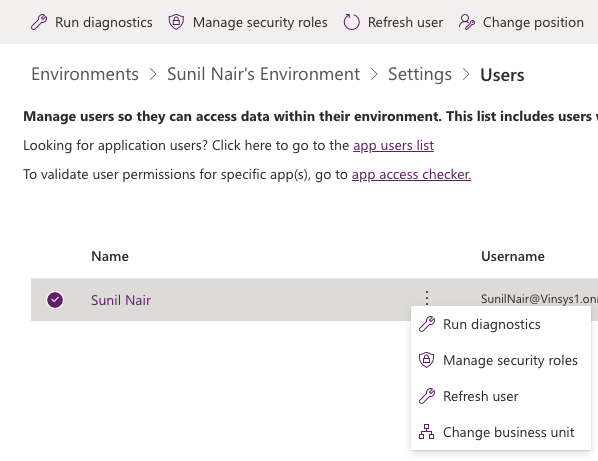 Run diagnostics Manage security roles Refresh user Change position
Environments > Sunil Nair's Environment > Settings > Users
Manage users so they can access data within their environment. This list includes users
Looking for application users? Click here to go to the app users list
To validate user permissions for specific app(s), go to app access checker.
Name Username
Sunil Nair SunilNair@Vinsys1.on
Run diagnostics
Manage security roles
Refresh user
Change business unit